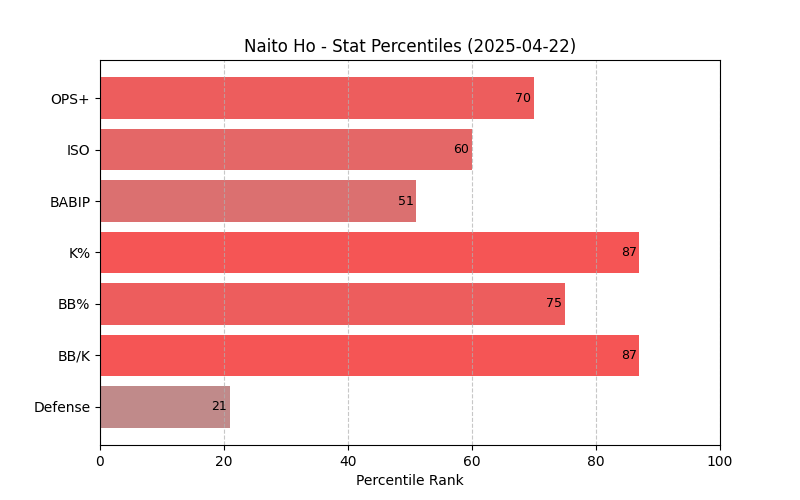 Naito Ho - Stat Percentiles (2025-04-22)
OPS+ 70
ISO 60
BABIP 51
K% 87
BB% 75
BB/K 87
Defense 21
0 20 40 60 80 100
Percentile Rank